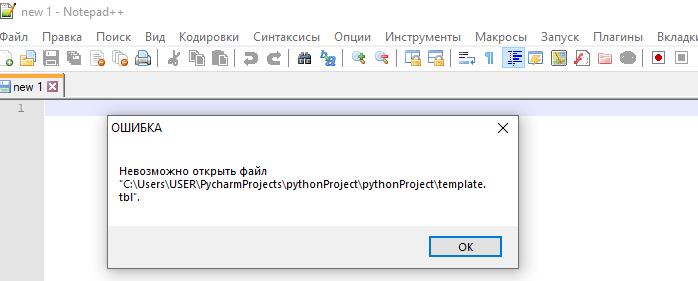 new 1 - Notepad++
Файл Правка Поиск Вид Кодировки Синтаксисы Опции Инструменты Макросы Запуск Плагины Вкладки
new 1
1
ОШИБКА
Невозможно открыть файл
"C:\Users\USER\PycharmProjects\pythonProject\pythonProject\template.
tbl".
OK